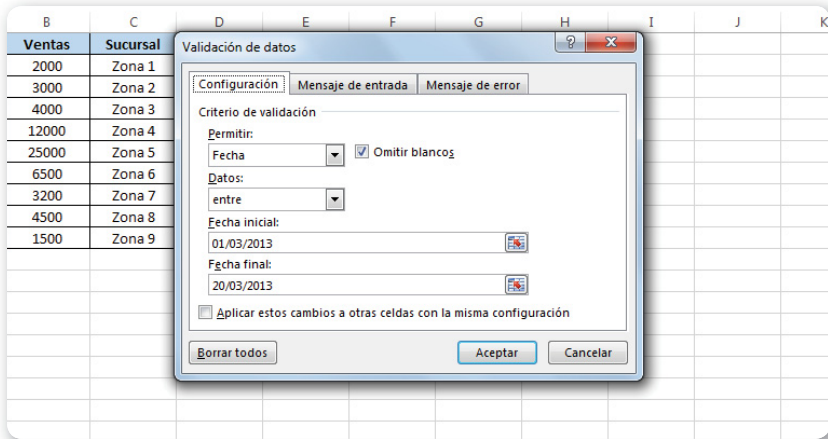 B C D E F G H I J K
Ventas Sucursal
2000 Zona 1
3000 Zona 2
4000 Zona 3
12000 Zona 4
25000 Zona 5
6500 Zona 6
3200 Zona 7
4500 Zona 8
1500 Zona 9
Validación de datos
Configuración Mensaje de entrada Mensaje de error
Criterio de validación
Permitir:
Fecha Omitir blancos
Datos:
entre
Fecha inicial:
01/03/2013
Fecha final:
20/03/2013
Aplicar estos cambios a otras celdas con la misma configuración
Borrar todos Aceptar Cancelar